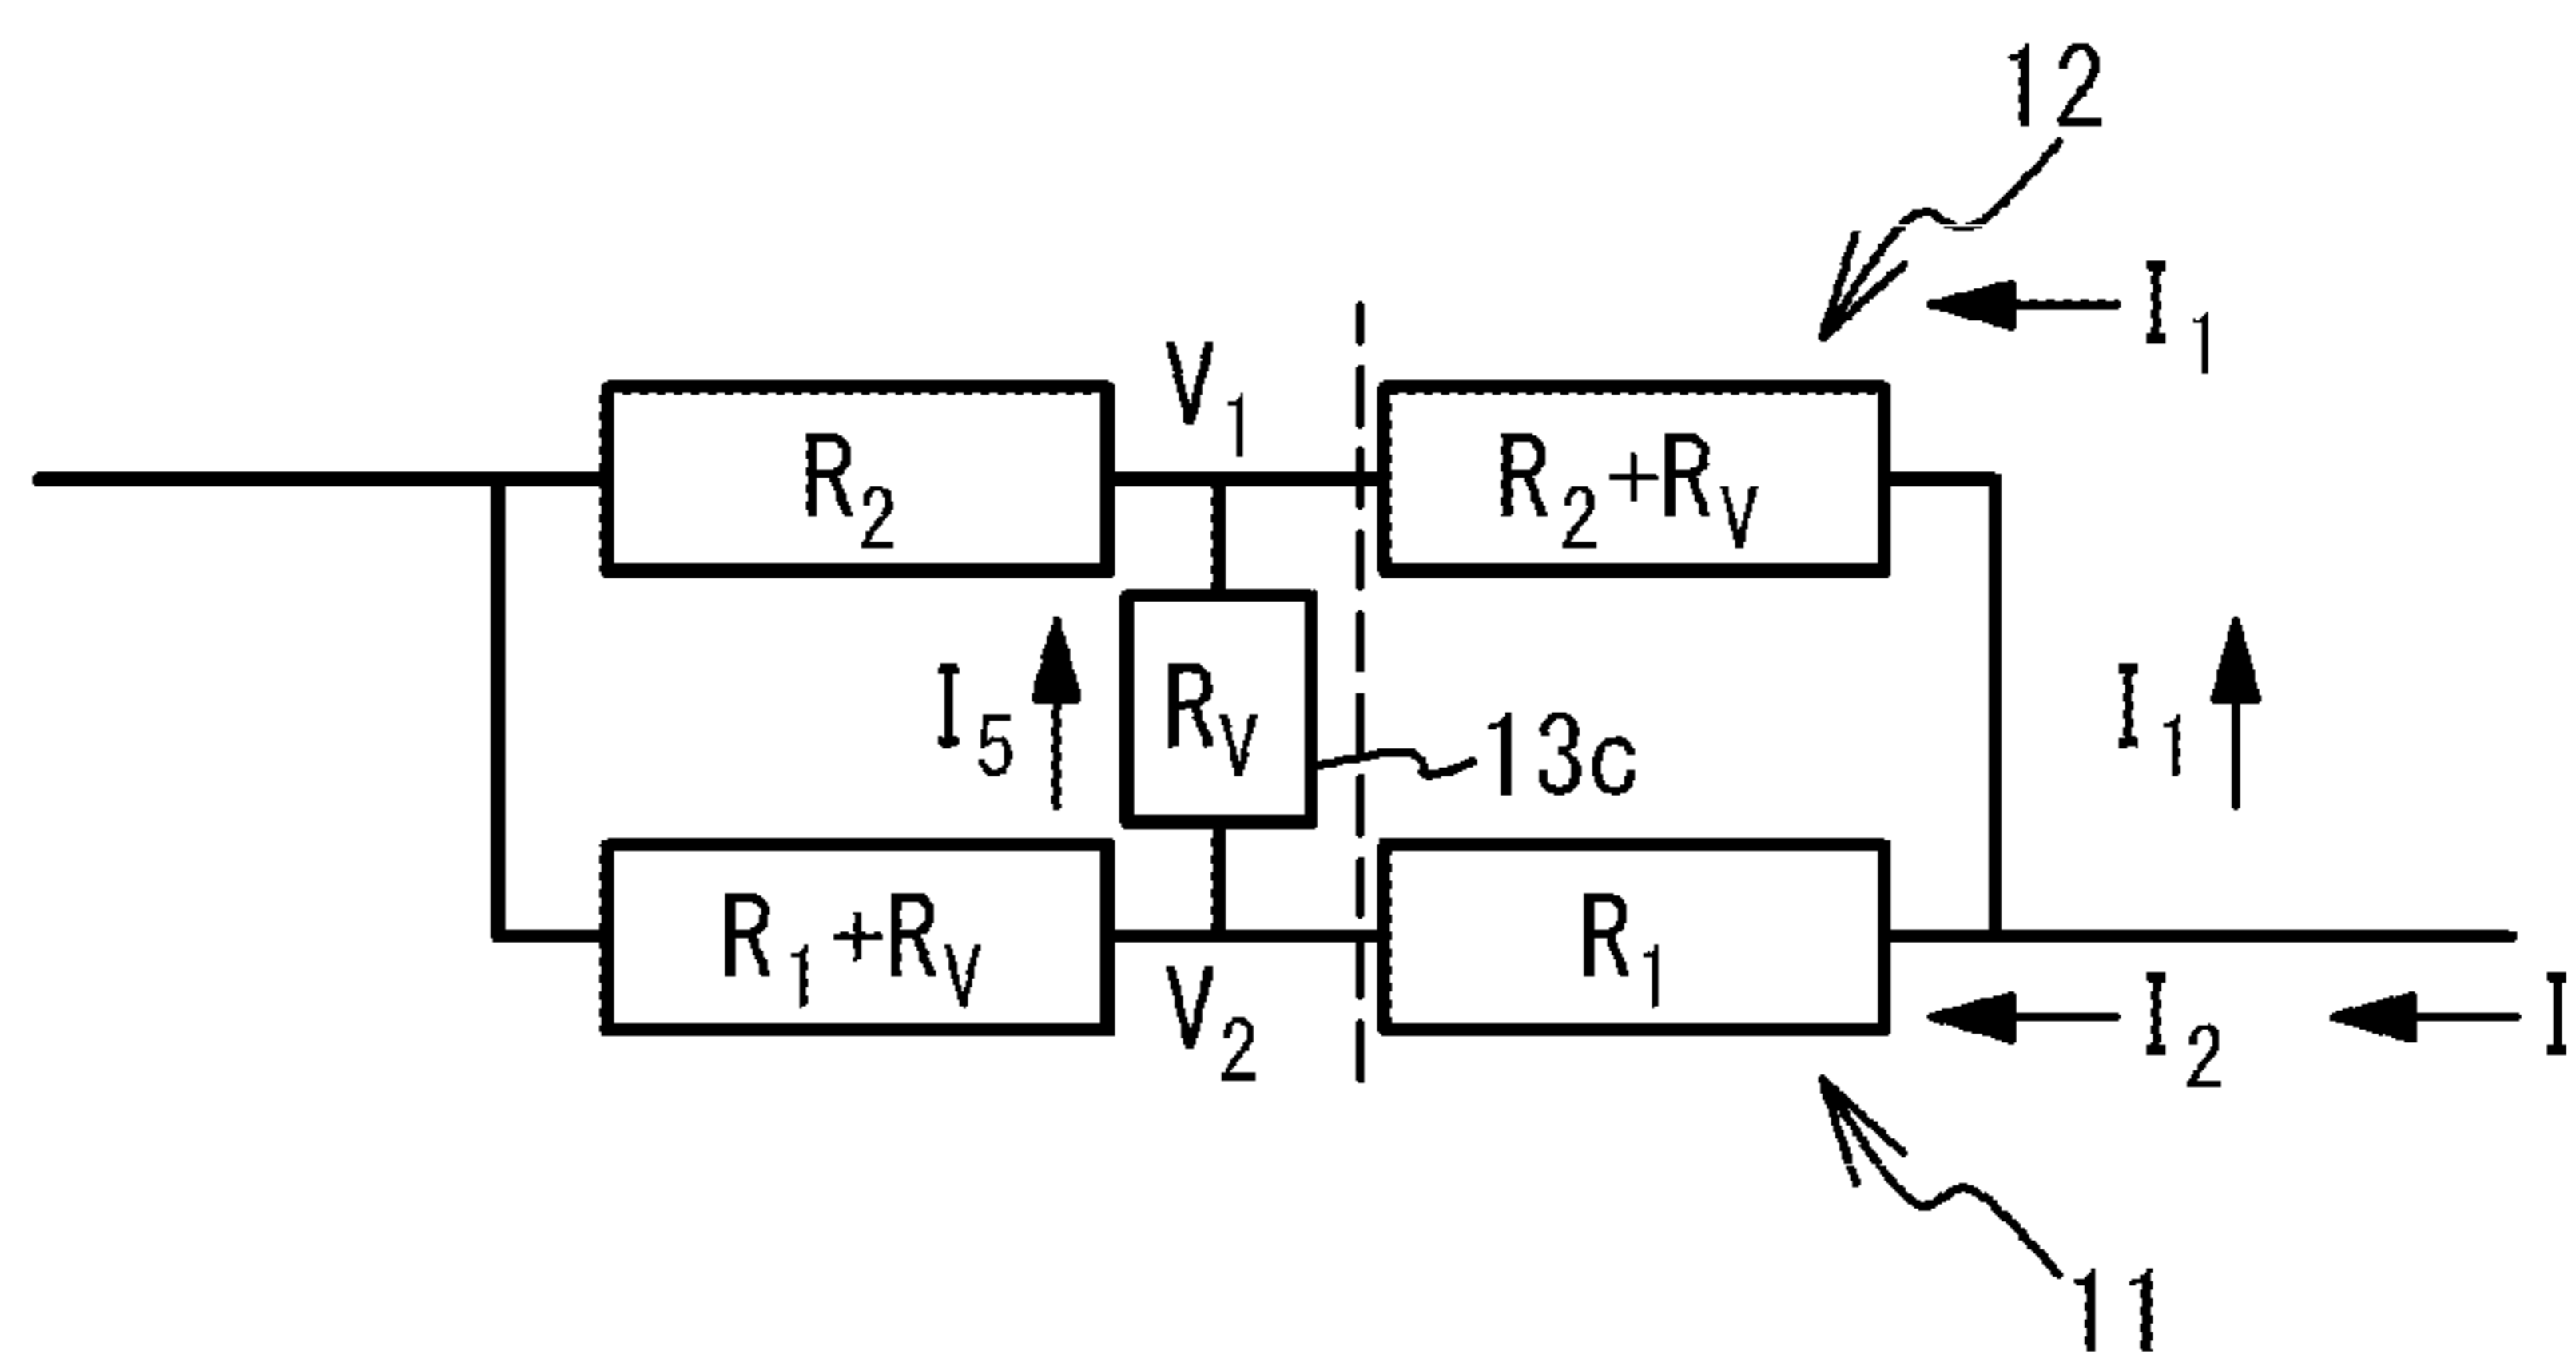 12
I₁
V₁
R₂
R₂+Rᵥ
I₅
Rᵥ
13c
I₁
R₁+Rᵥ
R₁
V₂
I₂
I
11